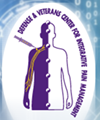 DEFENSE & VETERANS CENTER FOR INTEGRATIVE PAIN MANAGEMENT